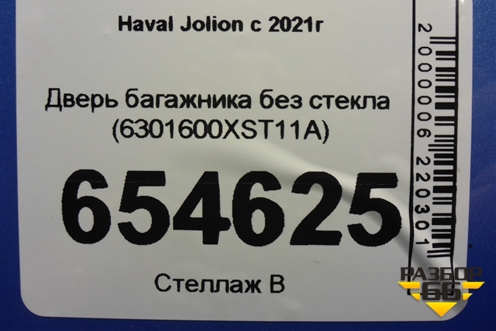 Haval Jolion с 2021г
Дверь багажника без стекла
(6301600XST11A)
654625
Стеллаж В
2000006220301
РАЗБОР
66